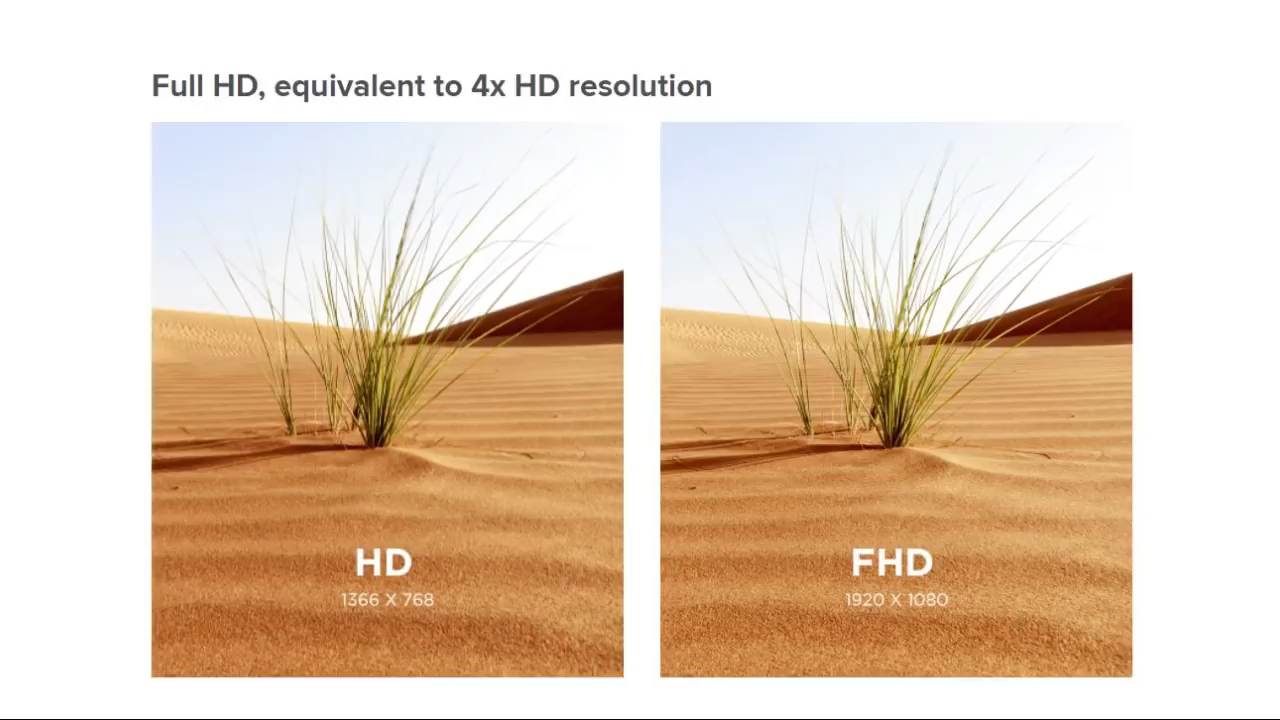 Full HD, equivalent to 4x HD resolution
HD
1366 X 768
FHD
1920 X 1080